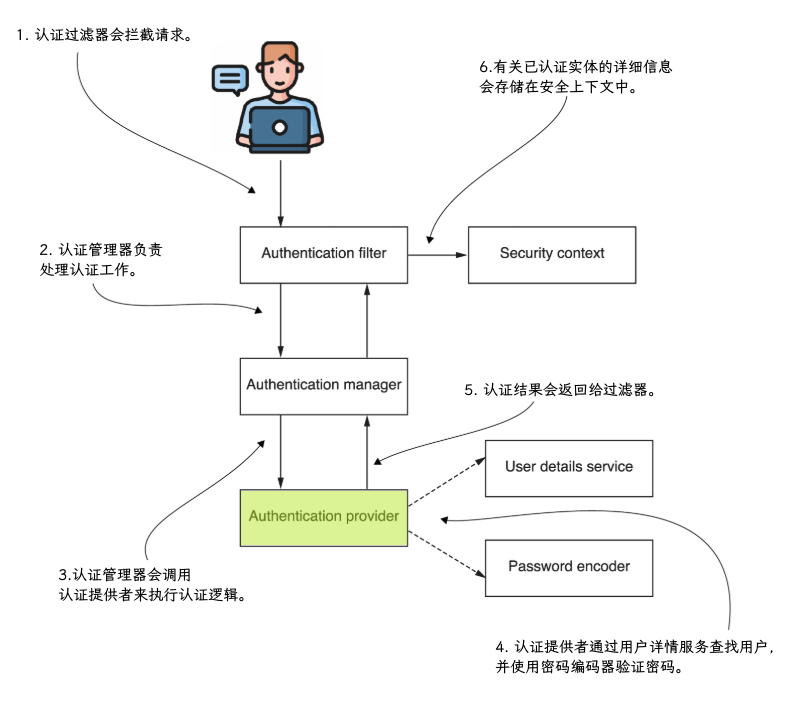 1. 认证过滤器会拦截请求。
6.有关已认证实体的详细信息
会存储在安全上下文中。
Authentication filter
Security context
2. 认证管理器负责
处理认证工作。
Authentication manager
5. 认证结果会返回给过滤器。
User details service
Authentication provider
Password encoder
3.认证管理器会调用
认证提供者来执行认证逻辑。
4. 认证提供者通过用户详情服务查找用户，
并使用密码编码器验证密码。